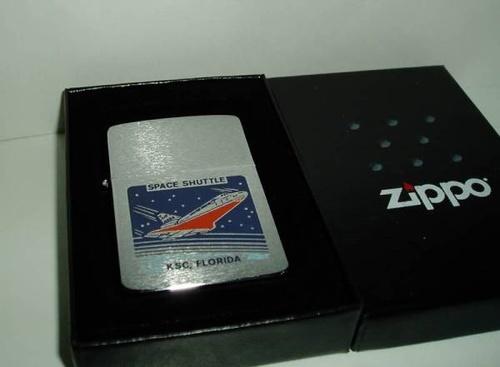 SPACE SHUTTLE
KSC, FLORIDA
zippo